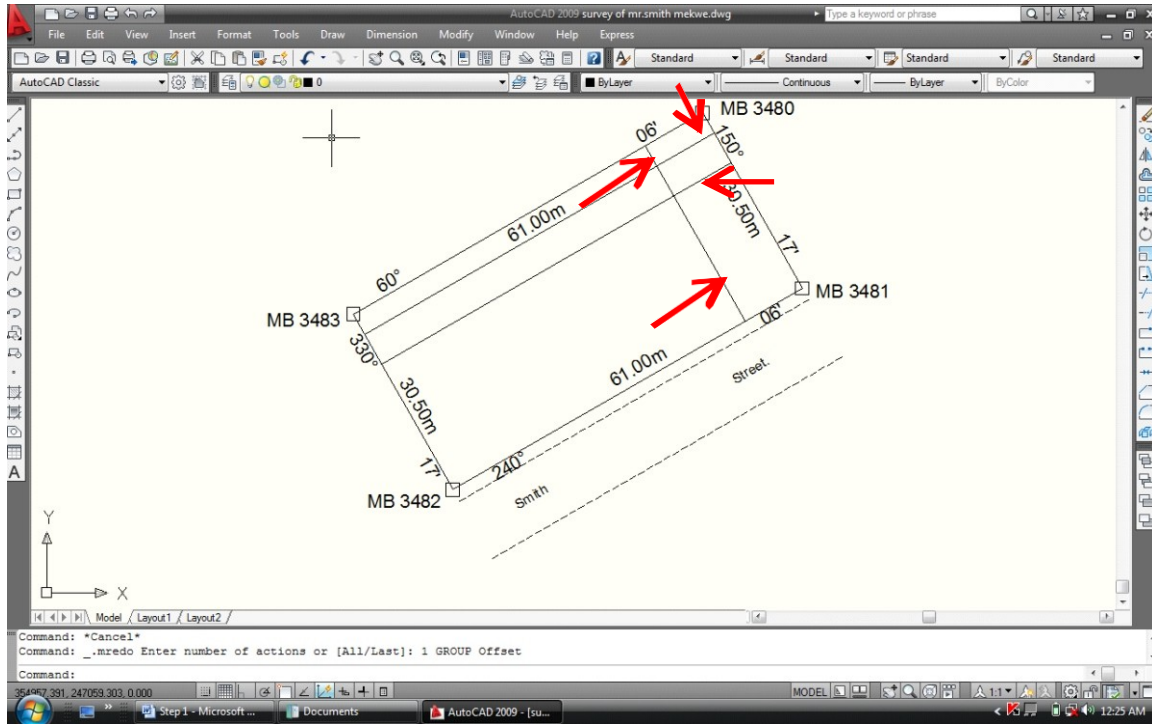 AutoCAD 2009 survey of mr.smith mekwe.dwg
Type a keyword or phrase
File Edit View Insert Format Tools Draw Dimension Modify Window Help Express
Standard Standard Standard Standard
AutoCAD Classic 0 ByLayer Continuous ByLayer ByColor
MB 3480
06'
150°
61.00m
30.50m
60°
17'
MB 3481
MB 3483
06'
330°
61.00m
Street.
30.50m
17'
240°
Smith
MB 3482
Y
X
Model Layout1 Layout2
Command: *Cancel*
Command: _.mredo Enter number of actions or [All/Last]: 1 GROUP Offset
Command:
354957.391, 247059.303, 0.000 MODEL 1:1
Step 1 - Microsoft ... Documents AutoCAD 2009 - [su... 12:25 AM